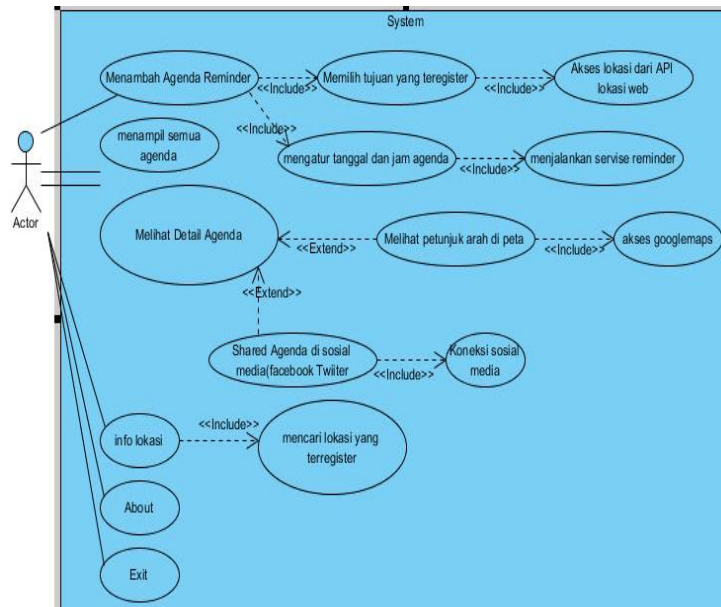 System
Menambah Agenda Reminder
<<Include>>
Memilih tujuan yang teregister
<<Include>>
Akses lokasi dari API
lokasi web
<<Include>>
menampil semua
agenda
mengatur tanggal dan jam agenda
<<Include>>
menjalankan servise reminder
Actor
Melihat Detail Agenda
<<Extend>>
Melihat petunjuk arah di peta
<<Include>>
akses googlemaps
<<Extend>>
Shared Agenda di sosial
media(facebook Twiiter
<<Include>>
Koneksi sosial
media
info lokasi
<<Include>>
mencari lokasi yang
terregister
About
Exit